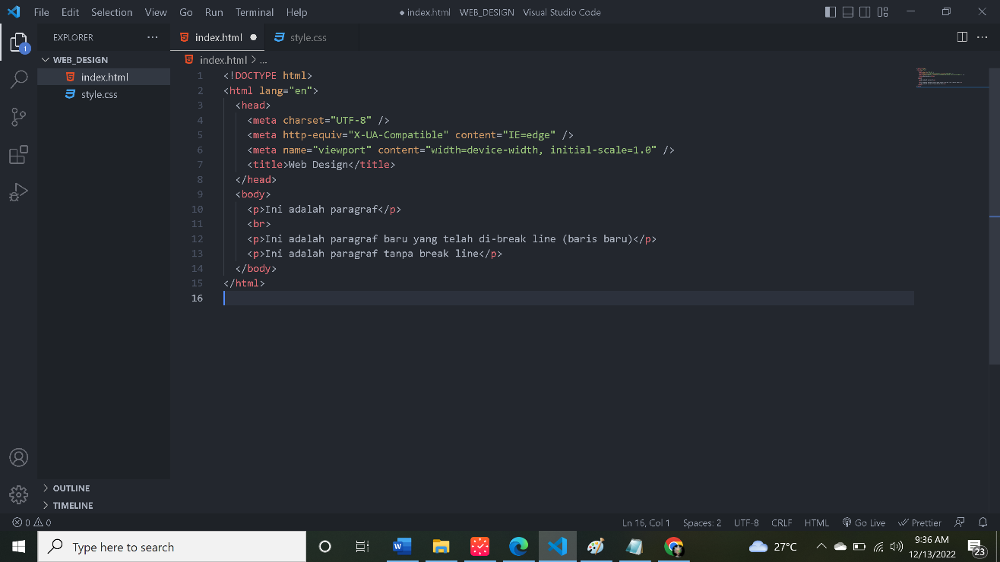 File Edit Selection View Go Run Terminal Help
● index.html WEB_DESIGN Visual Studio Code
1
EXPLORER
WEB_DESIGN
index.html
style.css
OUTLINE
TIMELINE
index.html style.css
index.html > ...
1 <!DOCTYPE html>
2 <html lang="en">
3 <head>
4 <meta charset="UTF-8" />
5 <meta http-equiv="X-UA-Compatible" content="IE=edge" />
6 <meta name="viewport" content="width=device-width, initial-scale=1.0" />
7 <title>Web Design</title>
8 </head>
9 <body>
10 <p>Ini adalah paragraf</p>
11 <br>
12 <p>Ini adalah paragraf baru yang telah di-break line (baris baru)</p>
13 <p>Ini adalah paragraf tanpa break line</p>
14 </body>
15 </html>
16
0 0
Ln 16, Col 1 Spaces: 2 UTF-8 CRLF HTML Go Live Prettier
Type here to search
W
27°C
9:36 AM
12/13/2022
23